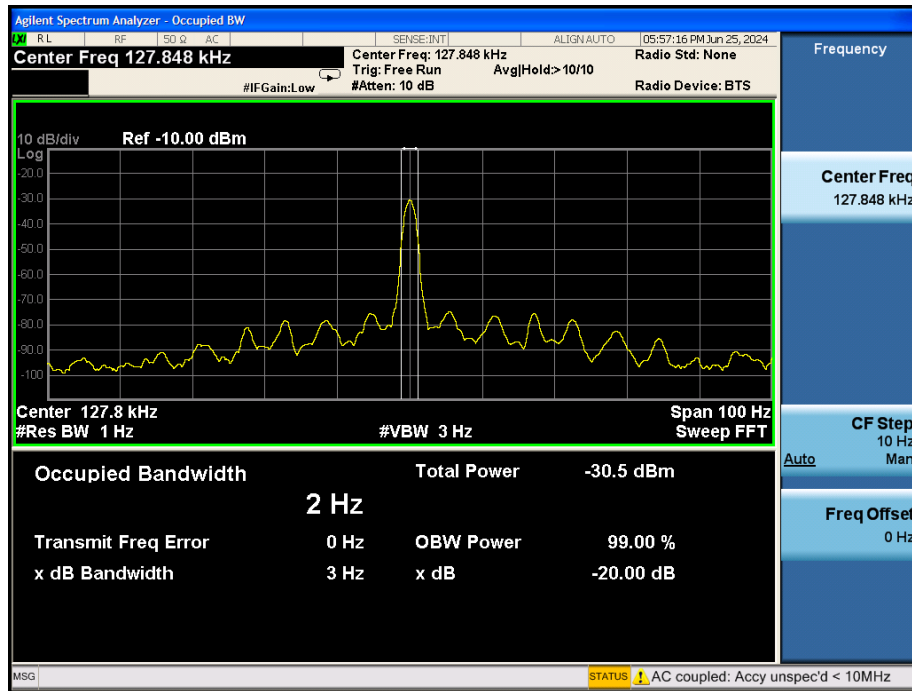 Agilent Spectrum Analyzer - Occupied BW
LXI RL RF 50 Ω AC SENSE:INT ALIGN AUTO 05:57:16 PM Jun 25, 2024
Center Freq 127.848 kHz
Center Freq: 127.848 kHz Radio Std: None
Trig: Free Run Avg|Hold:>10/10
#IFGain:Low #Atten: 10 dB Radio Device: BTS
Frequency
10 dB/div Ref -10.00 dBm
Log
-20.0
-30.0
-40.0
-50.0
-60.0
-70.0
-80.0
-90.0
-100
Center 127.8 kHz Span 100 Hz
#Res BW 1 Hz #VBW 3 Hz Sweep FFT
Center Freq
127.848 kHz
CF Step
10 Hz
Auto Man
Freq Offset
0 Hz
Occupied Bandwidth Total Power -30.5 dBm
2 Hz
Transmit Freq Error 0 Hz OBW Power 99.00 %
x dB Bandwidth 3 Hz x dB -20.00 dB
MSG STATUS AC coupled: Accy unspec'd < 10MHz